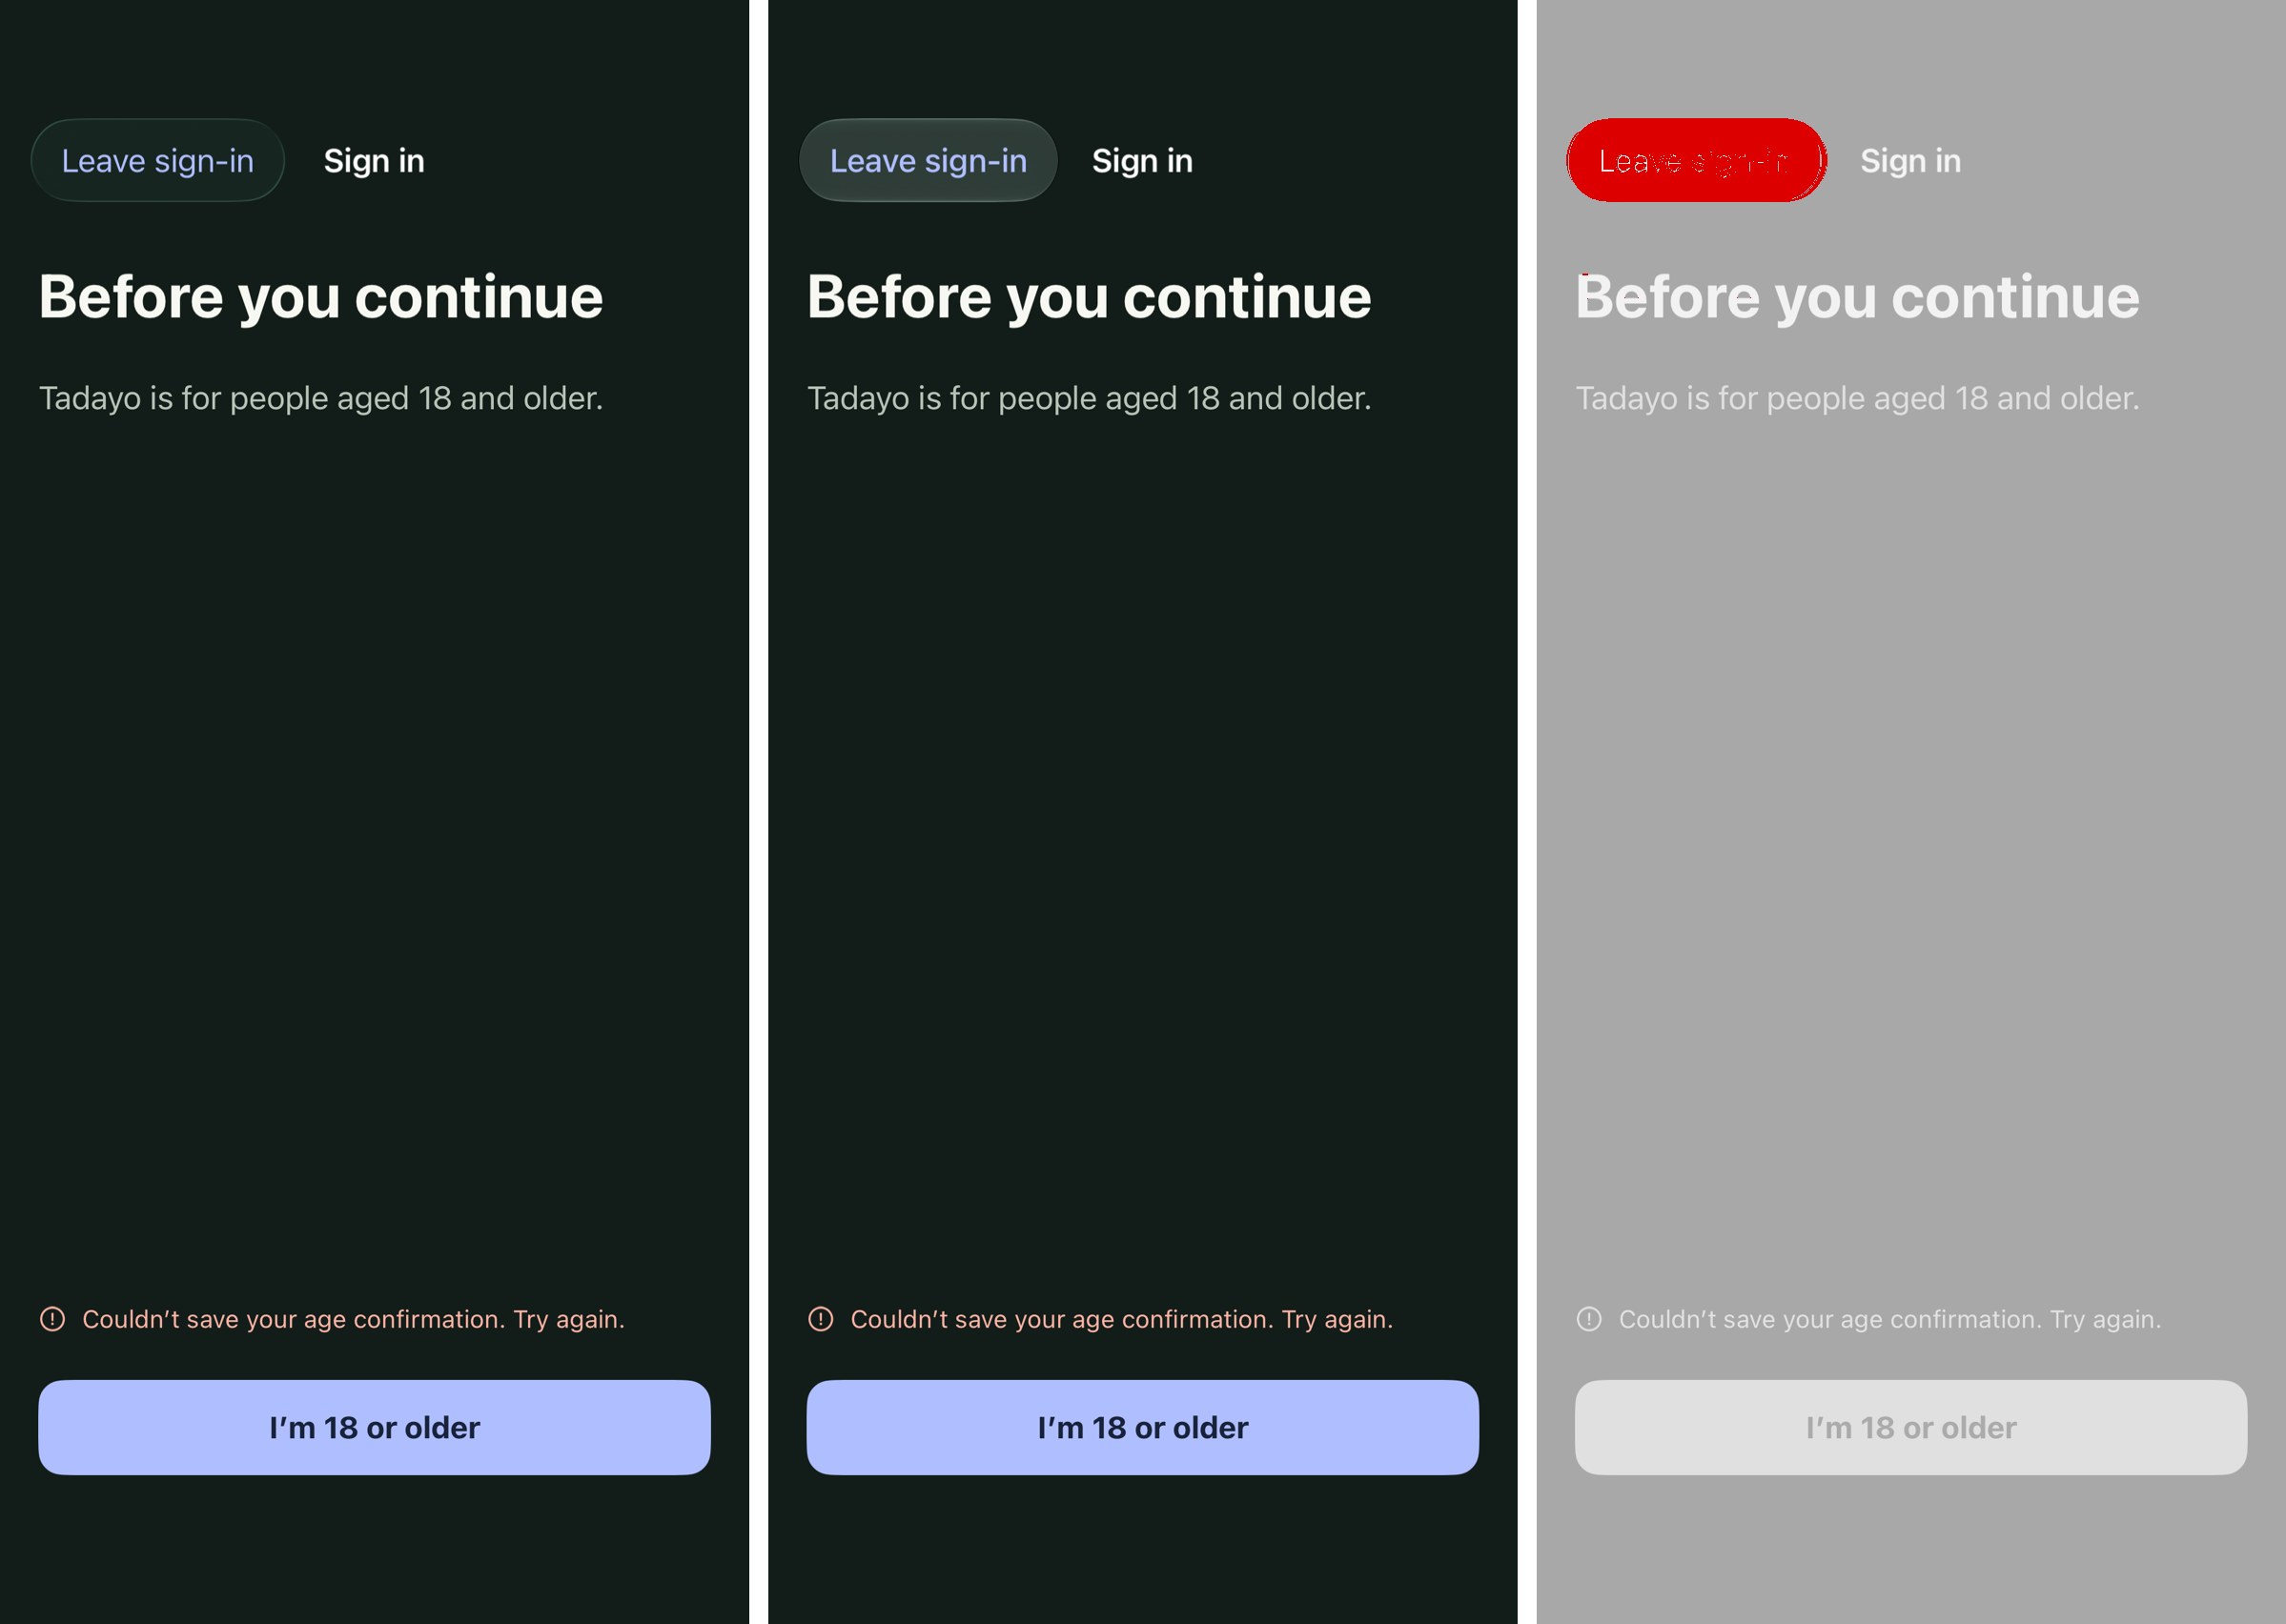 Leave sign-in Sign in
Before you continue
Tadayo is for people aged 18 and older.
Couldn’t save your age confirmation. Try again.
I’m 18 or older
Leave sign-in Sign in
Before you continue
Tadayo is for people aged 18 and older.
Couldn’t save your age confirmation. Try again.
I’m 18 or older
Leave sign-in Sign in
Before you continue
Tadayo is for people aged 18 and older.
Couldn’t save your age confirmation. Try again.
I’m 18 or older